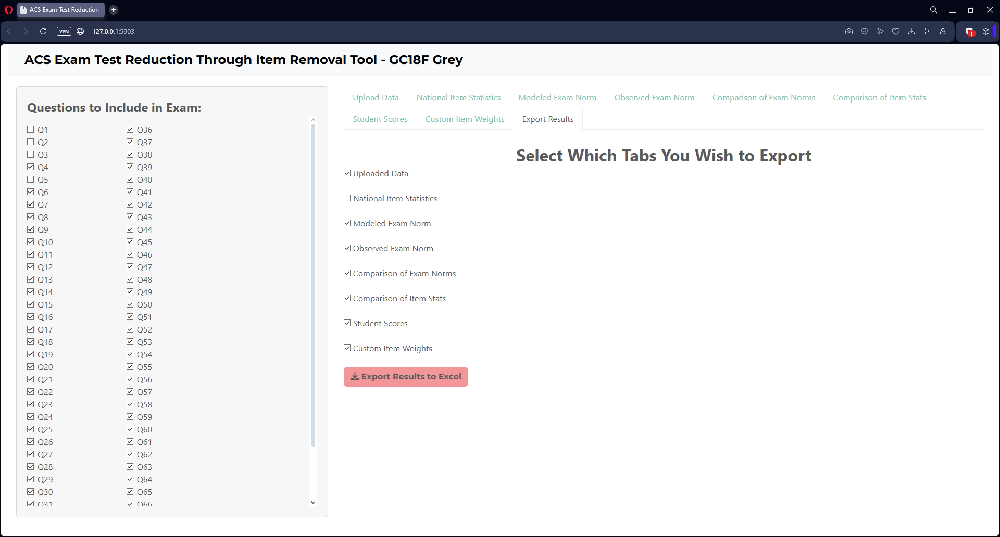 ACS Exam Test Reduction
VPN
127.0.0.1:5903
ACS Exam Test Reduction Through Item Removal Tool - GC18F Grey
Questions to Include in Exam:
Q1
Q2
Q3
Q4
Q5
Q6
Q7
Q8
Q9
Q10
Q11
Q12
Q13
Q14
Q15
Q16
Q17
Q18
Q19
Q20
Q21
Q22
Q23
Q24
Q25
Q26
Q27
Q28
Q29
Q30
Q31
Q36
Q37
Q38
Q39
Q40
Q41
Q42
Q43
Q44
Q45
Q46
Q47
Q48
Q49
Q50
Q51
Q52
Q53
Q54
Q55
Q56
Q57
Q58
Q59
Q60
Q61
Q62
Q63
Q64
Q65
Q66
Upload Data National Item Statistics Modeled Exam Norm Observed Exam Norm Comparison of Exam Norms Comparison of Item Stats
Student Scores Custom Item Weights Export Results
Select Which Tabs You Wish to Export
Uploaded Data
National Item Statistics
Modeled Exam Norm
Observed Exam Norm
Comparison of Exam Norms
Comparison of Item Stats
Student Scores
Custom Item Weights
Export Results to Excel